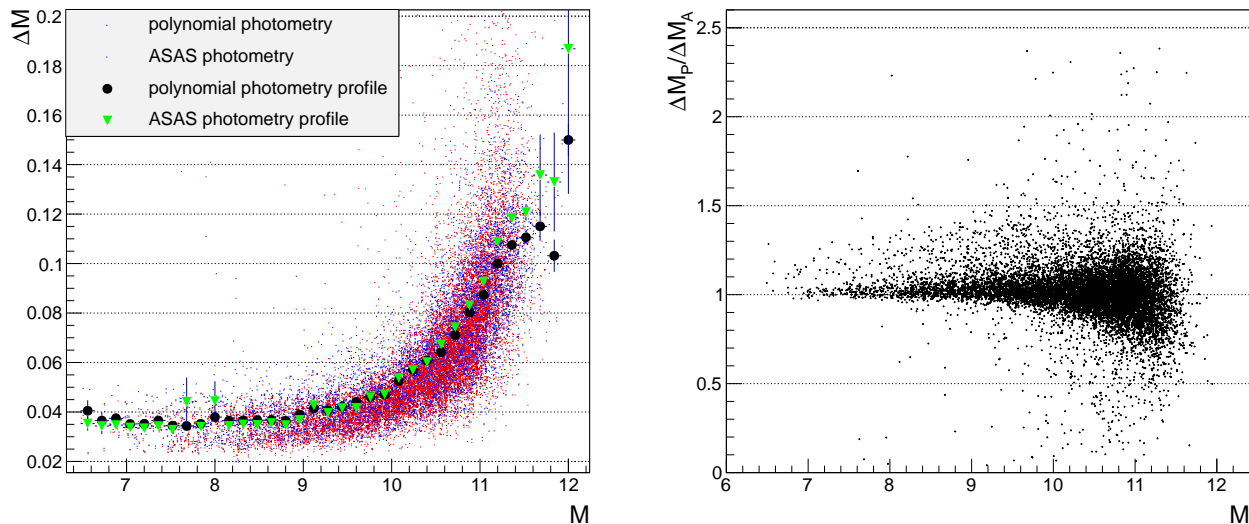 ΔM
0.2
0.18
0.16
0.14
0.12
0.1
0.08
0.06
0.04
0.02
polynomial photometry
ASAS photometry
polynomial photometry profile
ASAS photometry profile
7 8 9 10 11 12
M
ΔM_P/ΔM_A
2.5
2
1.5
1
0.5
0
6 7 8 9 10 11 12
M